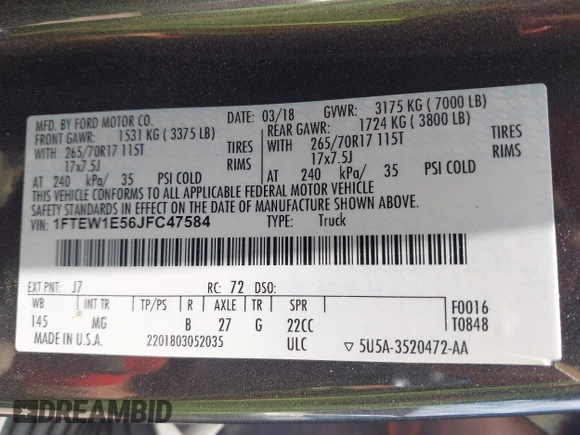 MFD. BY FORD MOTOR CO. DATE: 03/18 GVWR: 3175 KG ( 7000 LB)
FRONT GAWR: 1531 KG ( 3375 LB) REAR GAWR: 1724 KG ( 3800 LB)
WITH 265/70R17 115T TIRES WITH 265/70R17 115T TIRES
17x7.5J RIMS 17x7.5J RIMS
AT 240 kPa/ 35 PSI COLD AT 240 kPa/ 35 PSI COLD
THIS VEHICLE CONFORMS TO ALL APPLICABLE FEDERAL MOTOR VEHICLE
SAFETY STANDARDS IN EFFECT ON THE DATE OF MANUFACTURE SHOWN ABOVE.
VIN: 1FTEW1E56JFC47584 TYPE: Truck
EXT PNT: J7 RC: 72 DSO:
WB INT TR TP/PS R AXLE TR SPR F0016
145 MG B 27 G 22CC T0848
MADE IN U.S.A. 2201803052035 ULC ▽ 5U5A-3520472-AA
DREAMBID